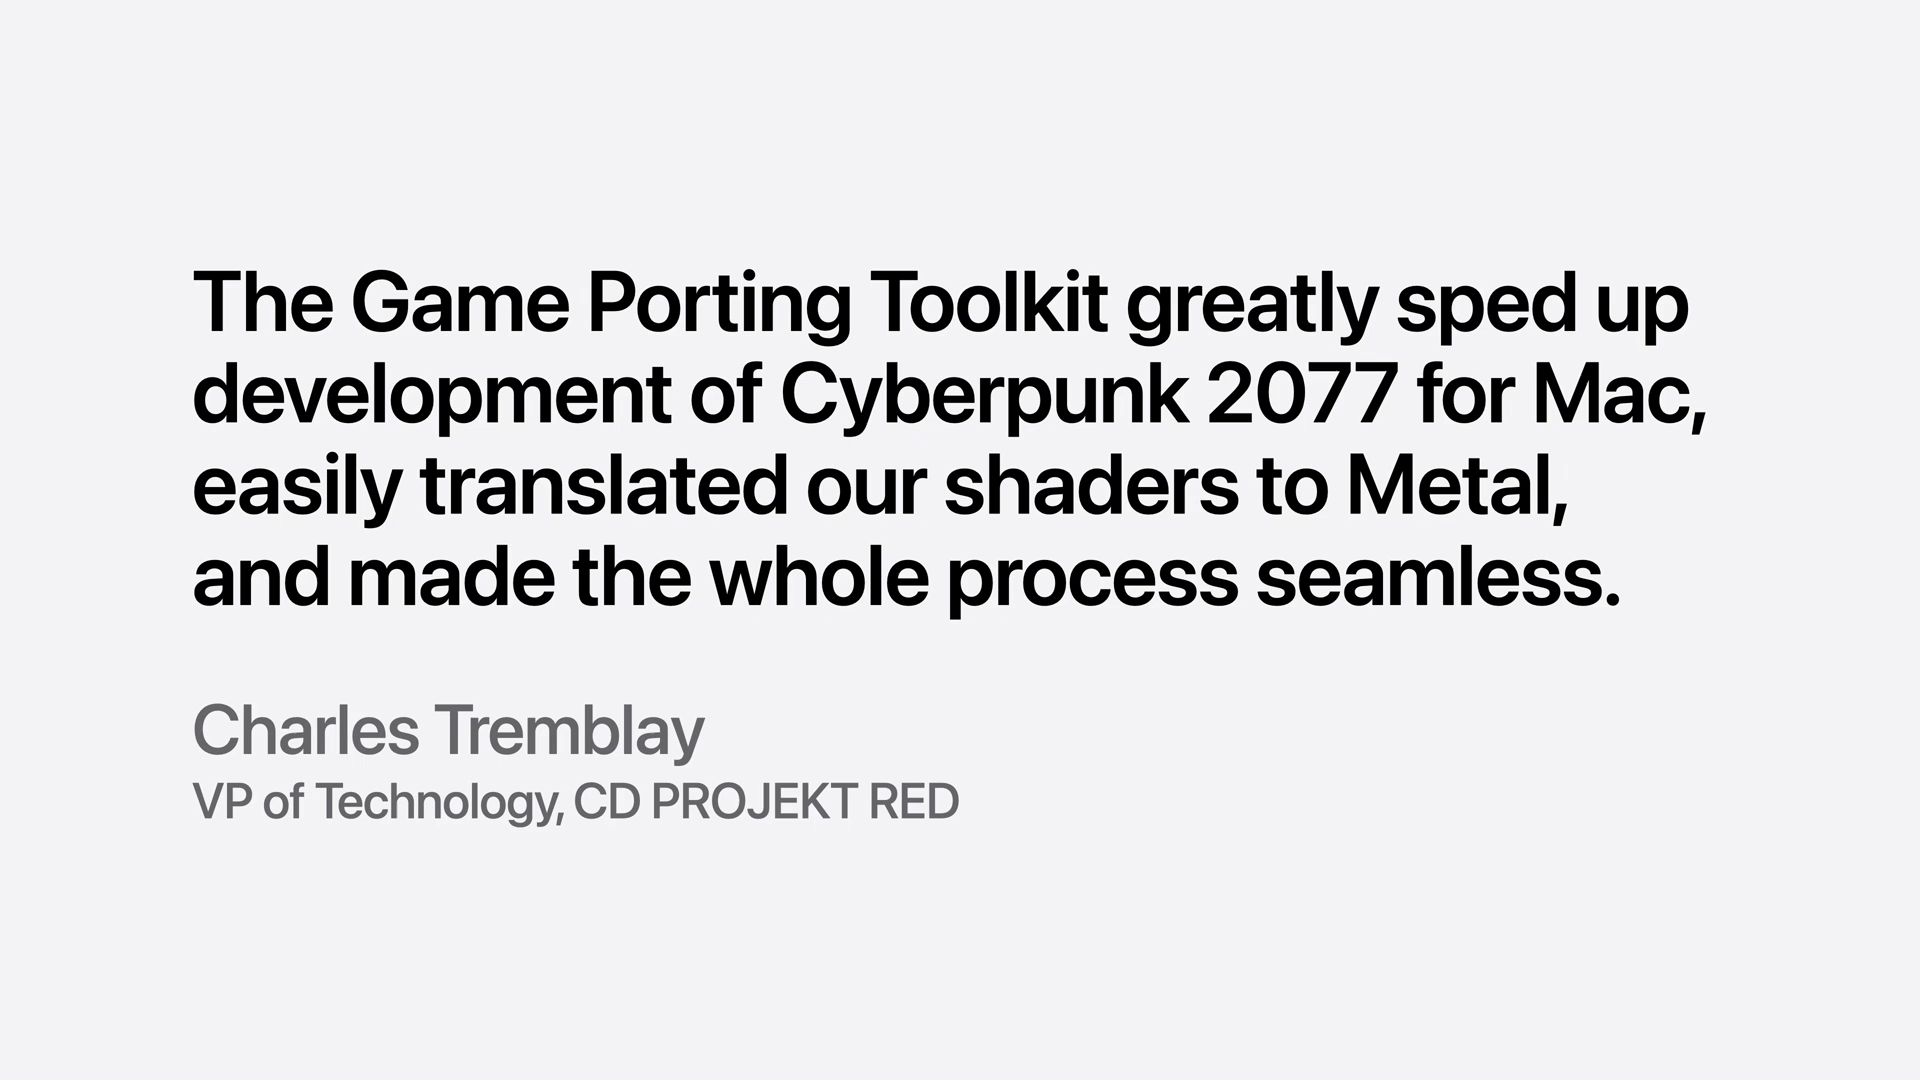 The Game Porting Toolkit greatly sped up
development of Cyberpunk 2077 for Mac,
easily translated our shaders to Metal,
and made the whole process seamless.
Charles Tremblay
VP of Technology, CD PROJEKT RED